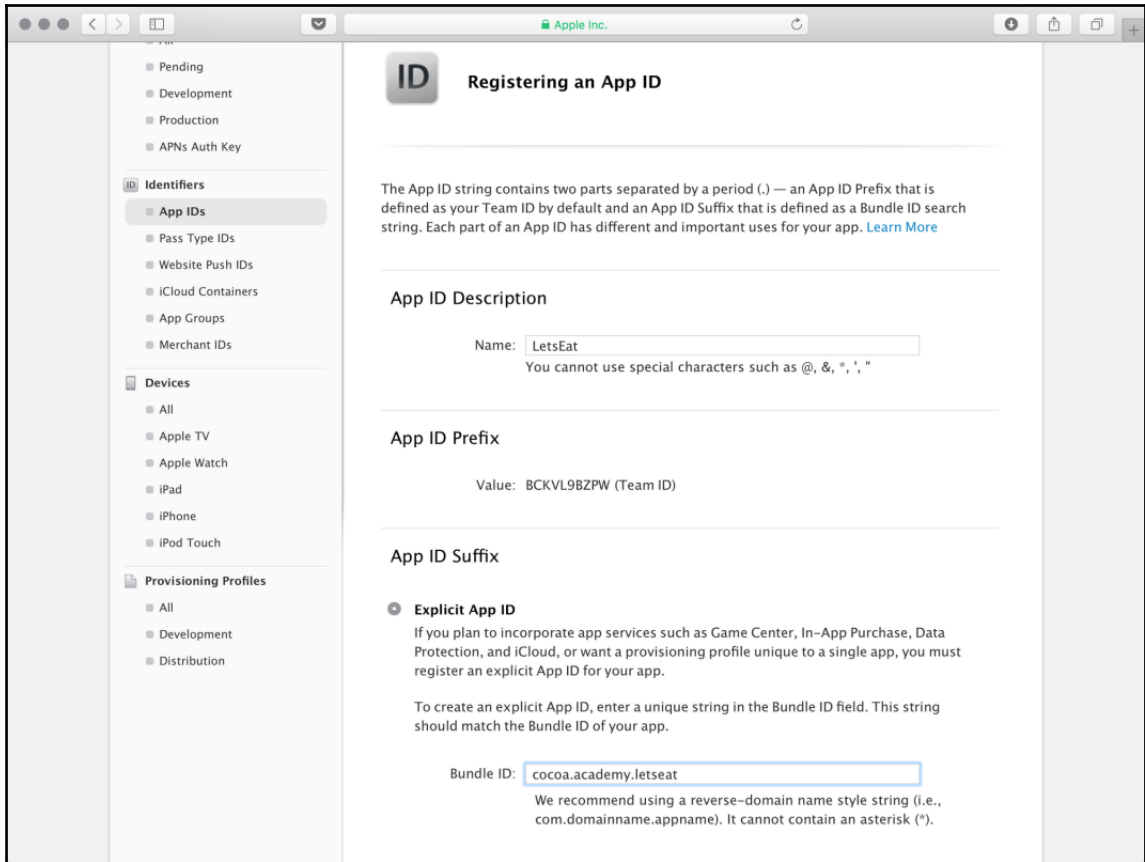 Apple Inc.
Pending
Development
Production
APNs Auth Key
ID Identifiers
App IDs
Pass Type IDs
Website Push IDs
iCloud Containers
App Groups
Merchant IDs
Devices
All
Apple TV
Apple Watch
iPad
iPhone
iPod Touch
Provisioning Profiles
All
Development
Distribution
ID Registering an App ID
The App ID string contains two parts separated by a period (.) — an App ID Prefix that is
defined as your Team ID by default and an App ID Suffix that is defined as a Bundle ID search
string. Each part of an App ID has different and important uses for your app. Learn More
App ID Description
Name: LetsEat
You cannot use special characters such as @, &, *, ', "
App ID Prefix
Value: BCKVL9BZPW (Team ID)
App ID Suffix
Explicit App ID
If you plan to incorporate app services such as Game Center, In-App Purchase, Data
Protection, and iCloud, or want a provisioning profile unique to a single app, you must
register an explicit App ID for your app.
To create an explicit App ID, enter a unique string in the Bundle ID field. This string
should match the Bundle ID of your app.
Bundle ID: cocoa.academy.letseat
We recommend using a reverse-domain name style string (i.e.,
com.domainname.appname). It cannot contain an asterisk (*).